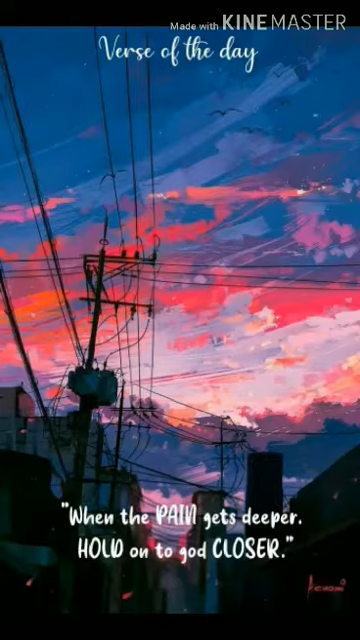 Made with KINEMASTER
Verse of the day
"When the PAIN gets deeper.
HOLD on to god CLOSER."